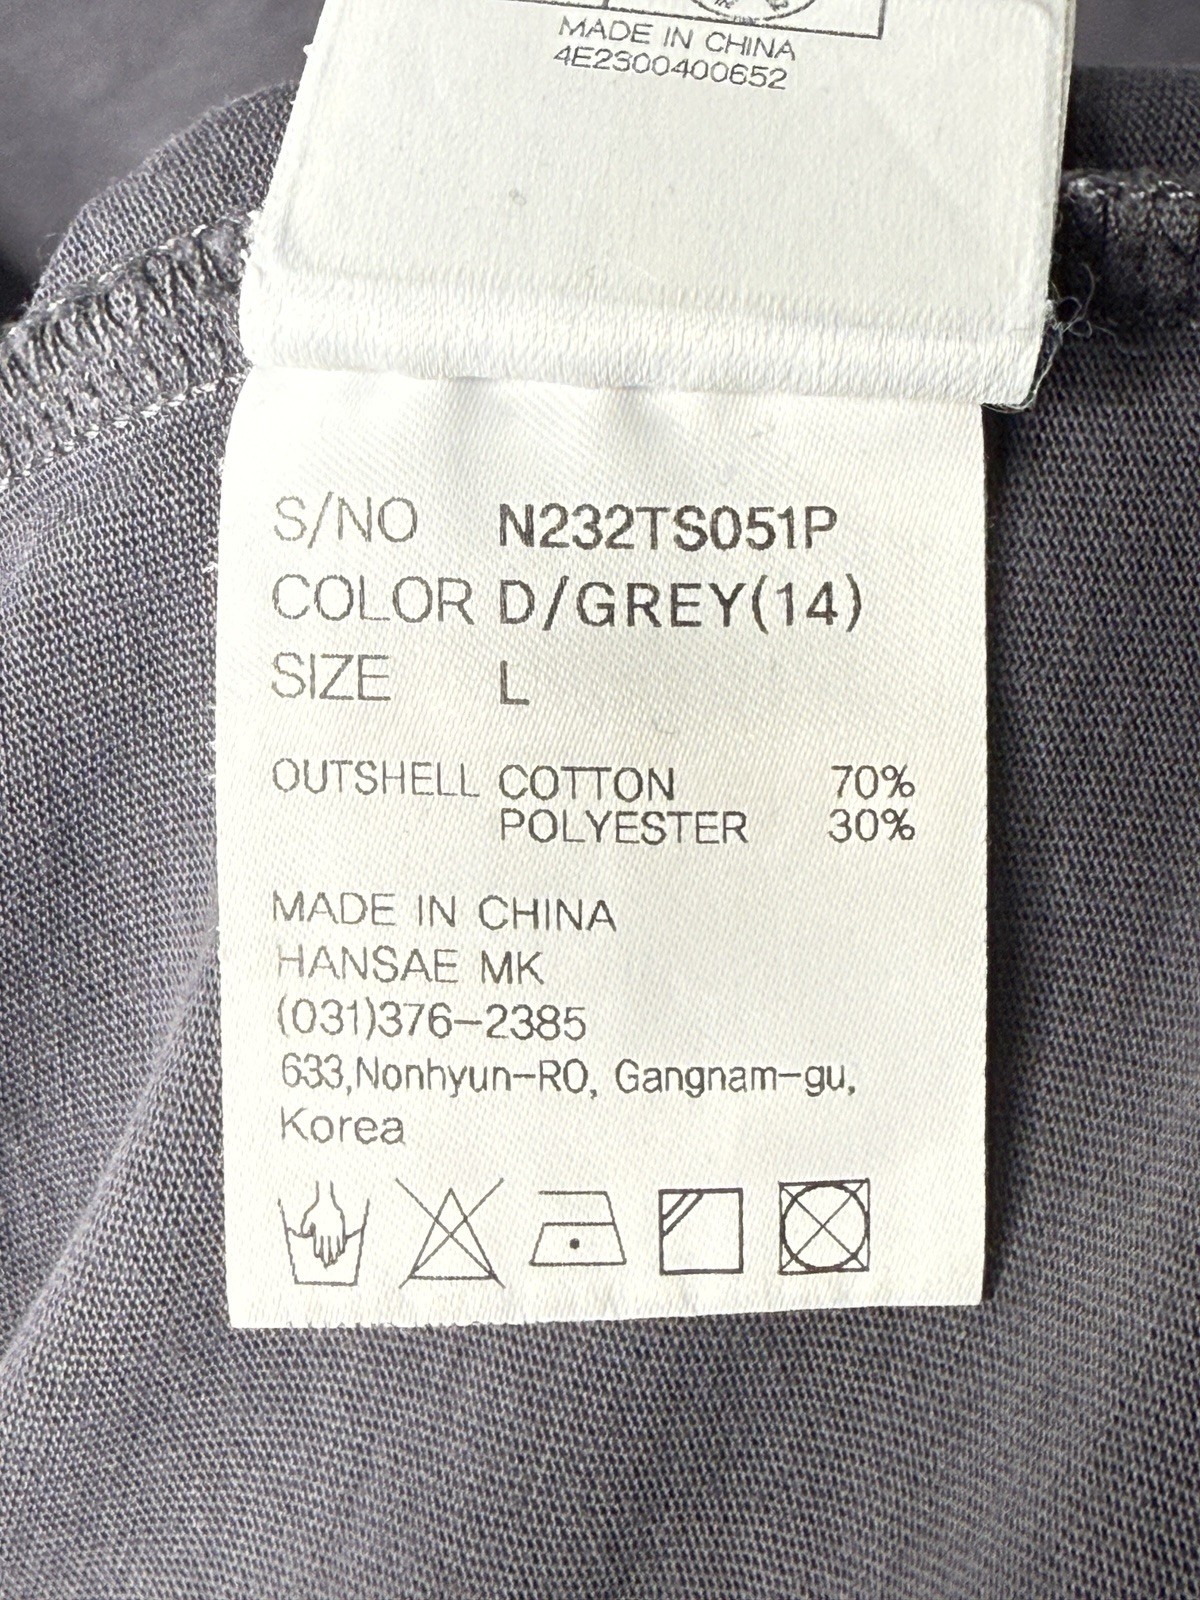 MADE IN CHINA
4E2300400652
S/NO N232TS051P
COLOR D/GREY(14)
SIZE L
OUTSHELL COTTON 70%
POLYESTER 30%
MADE IN CHINA
HANSAE MK
(031)376-2385
633,Nonhyun-RO, Gangnam-gu,
Korea